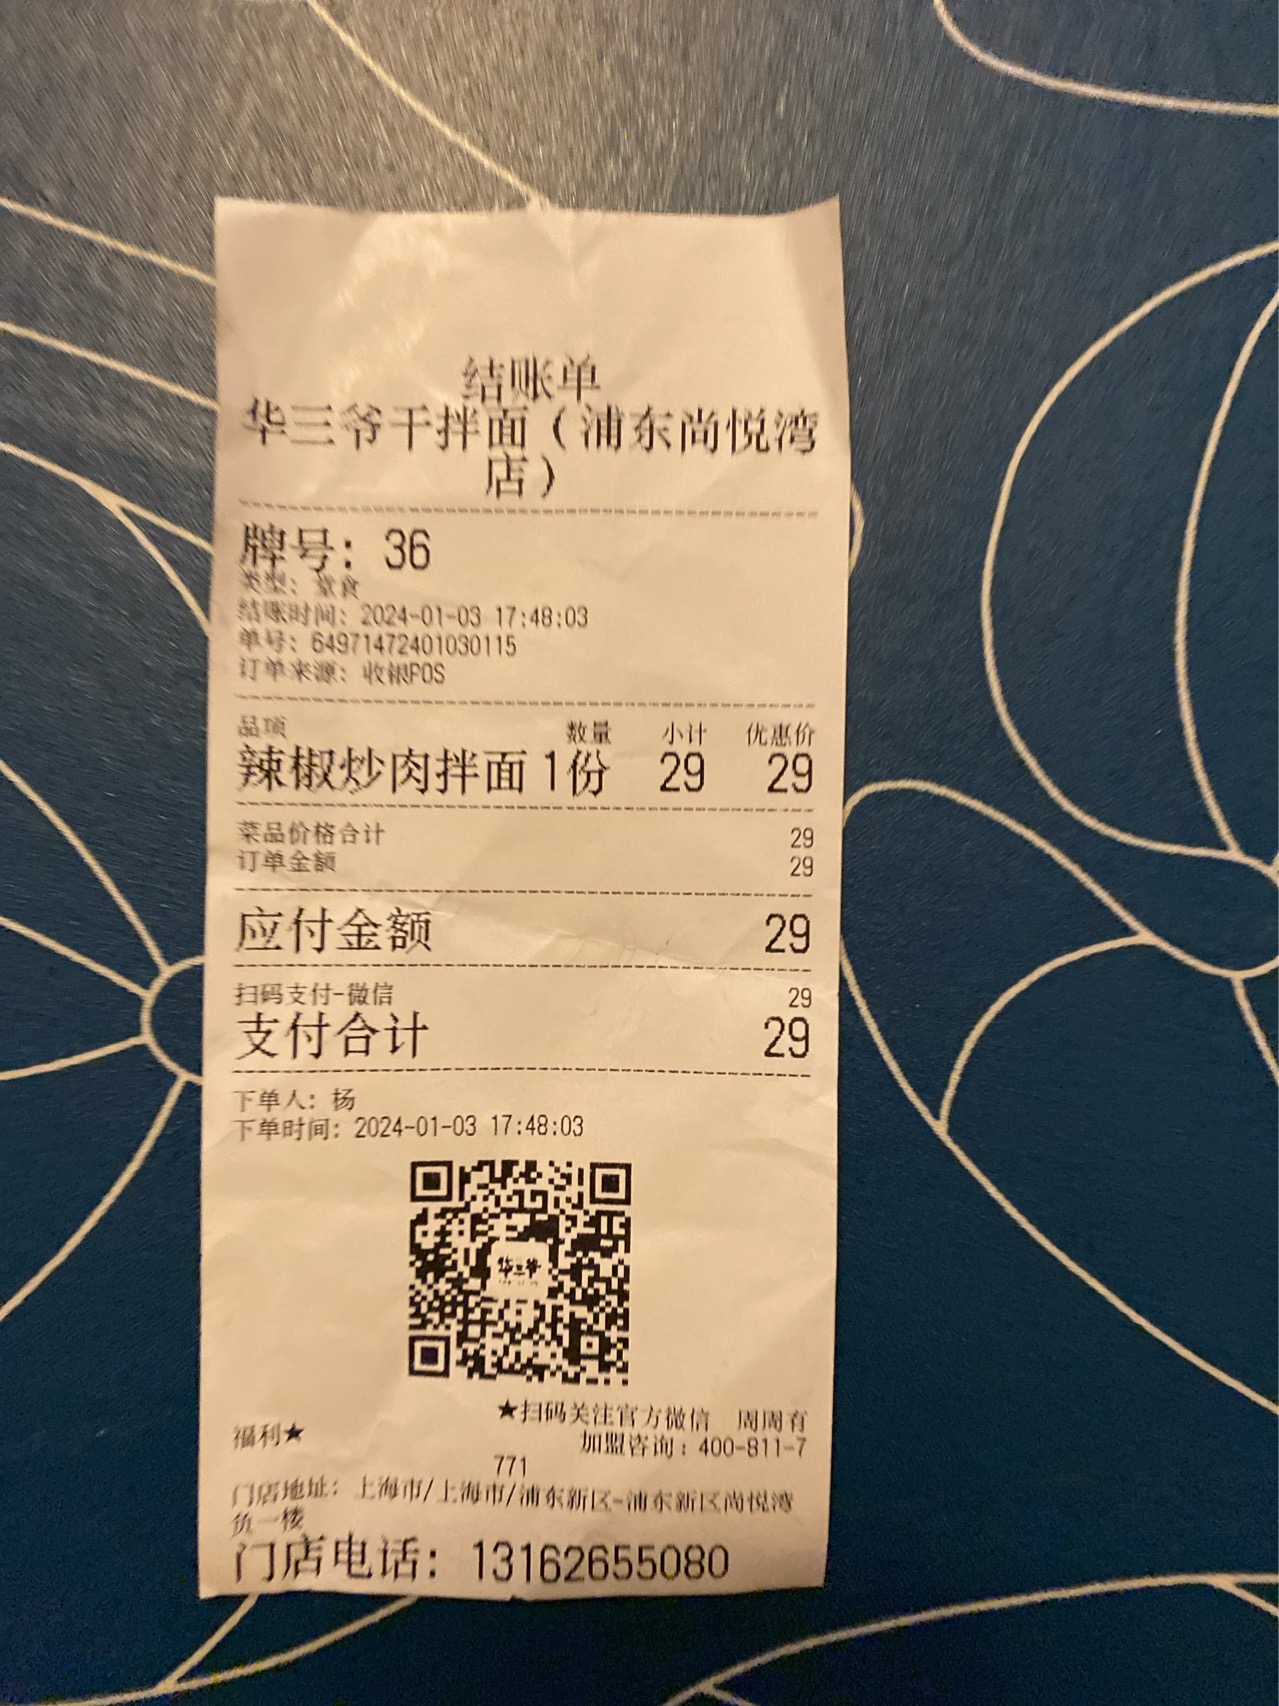 结账单
华三爷干拌面（浦东尚悦湾
店）
牌号：36
类型：堂食
结账时间：2024-01-03 17:48:03
单号：64971472401030115
订单来源：收银POS
品项 数量 小计 优惠价
辣椒炒肉拌面 1份 29 29
菜品价格合计 29
订单金额 29
应付金额 29
扫码支付-微信 29
支付合计 29
下单人：杨
下单时间：2024-01-03 17:48:03
华三爷
★扫码关注官方微信 周周有
福利★
加盟咨询：400-811-7
771
门店地址：上海市/上海市/浦东新区-浦东新区尚悦湾
负一楼
门店电话：13162655080